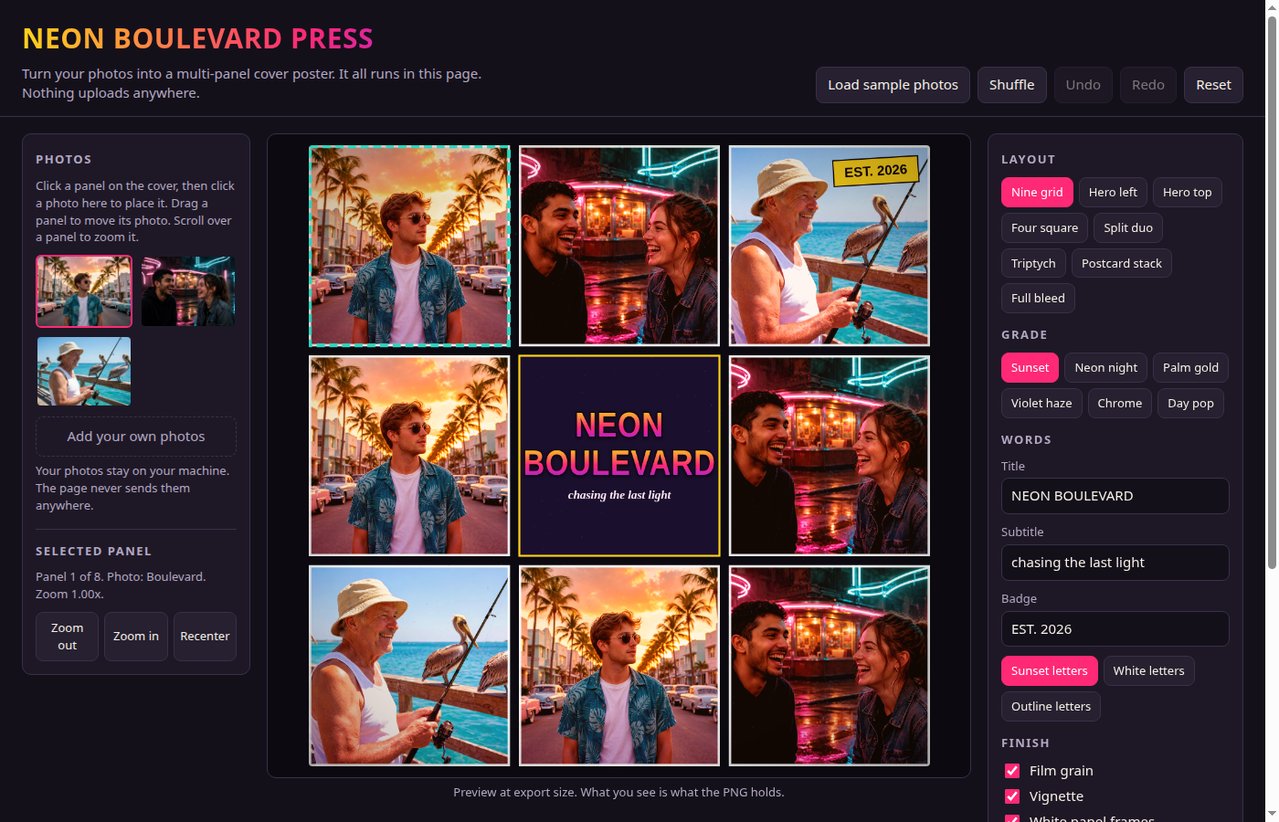 NEON BOULEVARD PRESS
Turn your photos into a multi-panel cover poster. It all runs in this page.
Nothing uploads anywhere.
Load sample photos
Shuffle
Undo
Redo
Reset
PHOTOS
Click a panel on the cover, then click
a photo here to place it. Drag a
panel to move its photo. Scroll over
a panel to zoom it.
Add your own photos
Your photos stay on your machine.
The page never sends them
anywhere.
SELECTED PANEL
Panel 1 of 8. Photo: Boulevard.
Zoom 1.00x.
Zoom
out
Zoom in
Recenter
EST. 2026
NEON
BOULEVARD
chasing the last light
Preview at export size. What you see is what the PNG holds.
LAYOUT
Nine grid
Hero left
Hero top
Four square
Split duo
Triptych
Postcard stack
Full bleed
GRADE
Sunset
Neon night
Palm gold
Violet haze
Chrome
Day pop
WORDS
Title
NEON BOULEVARD
Subtitle
chasing the last light
Badge
EST. 2026
Sunset letters
White letters
Outline letters
FINISH
Film grain
Vignette
White panel frames